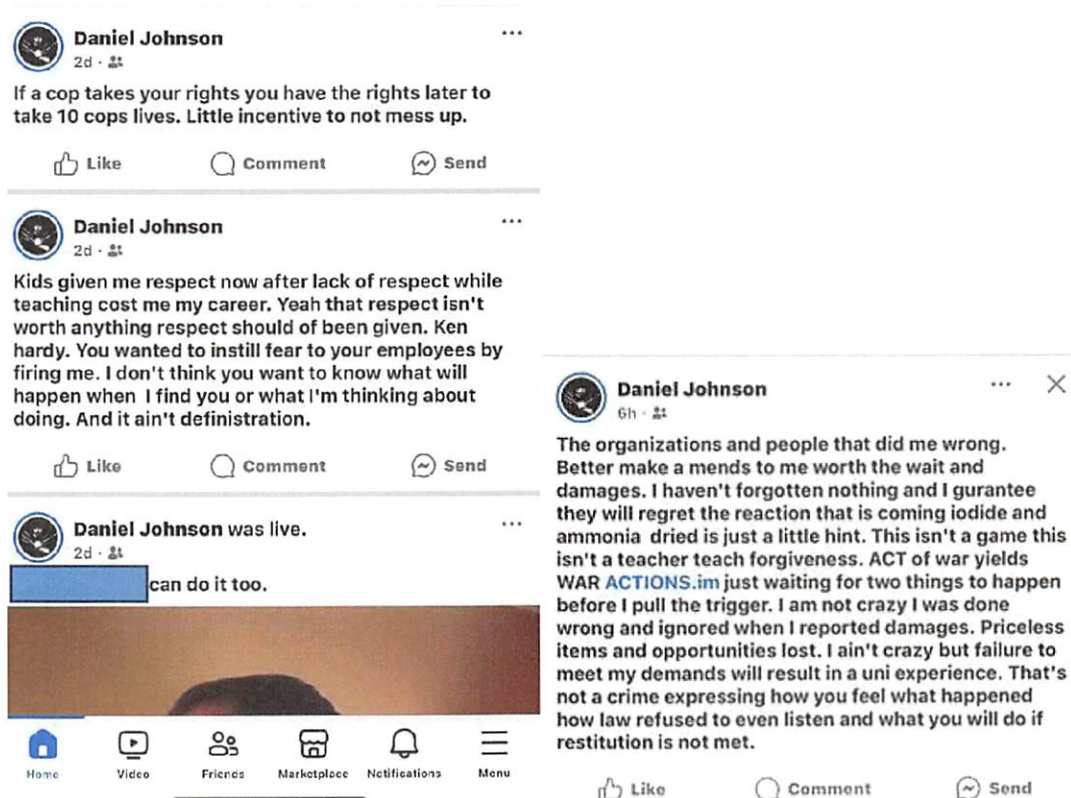 Daniel Johnson
2d
If a cop takes your rights you have the rights later to
take 10 cops lives. Little incentive to not mess up.
Like Comment Send
Daniel Johnson
2d
Kids given me respect now after lack of respect while
teaching cost me my career. Yeah that respect isn't
worth anything respect should of been given. Ken
hardy. You wanted to instill fear to your employees by
firing me. I don't think you want to know what will
happen when I find you or what I'm thinking about
doing. And it ain't definistration.
Like Comment Send
Daniel Johnson was live.
2d
can do it too.
Home Video Friends Marketplace Notifications Menu
Daniel Johnson
6h
The organizations and people that did me wrong.
Better make a mends to me worth the wait and
damages. I haven't forgotten nothing and I gurantee
they will regret the reaction that is coming iodide and
ammonia dried is just a little hint. This isn't a game this
isn't a teacher teach forgiveness. ACT of war yields
WAR ACTIONS.im just waiting for two things to happen
before I pull the trigger. I am not crazy I was done
wrong and ignored when I reported damages. Priceless
items and opportunities lost. I ain't crazy but failure to
meet my demands will result in a uni experience. That's
not a crime expressing how you feel what happened
how law refused to even listen and what you will do if
restitution is not met.
Like Comment Send